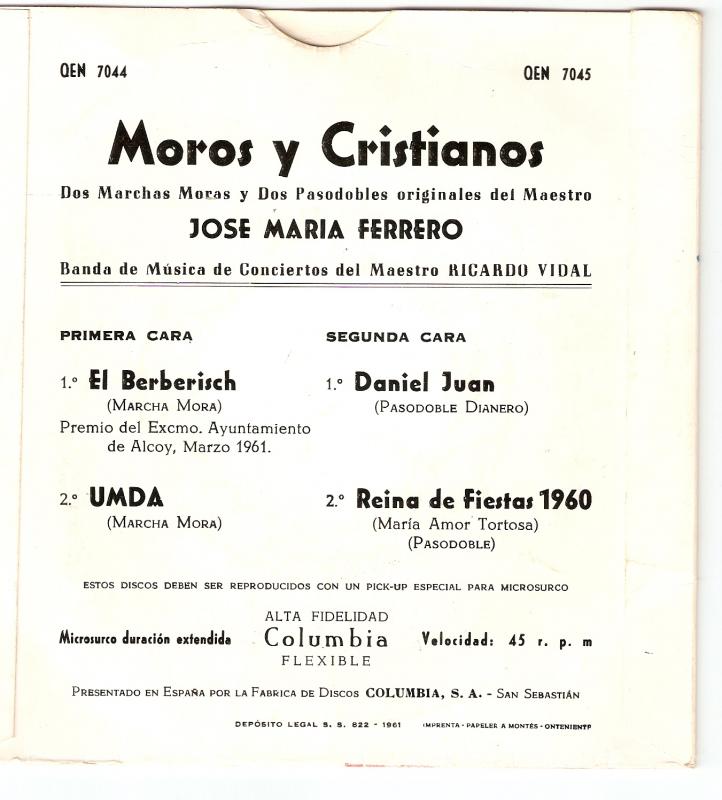 QEN 7044 QEN 7045
Moros y Cristianos
Dos Marchas Moras y Dos Pasodobles originales del Maestro
JOSE MARIA FERRERO
Banda de Música de Conciertos del Maestro RICARDO VIDAL
PRIMERA CARA
1.º El Berberisch
(MARCHA MORA)
Premio del Excmo. Ayuntamiento
de Alcoy, Marzo 1961.
2.º UMDA
(MARCHA MORA)
SEGUNDA CARA
1.º Daniel Juan
(PASODOBLE DIANERO)
2.º Reina de Fiestas 1960
(María Amor Tortosa)
(PASODOBLE)
ESTOS DISCOS DEBEN SER REPRODUCIDOS CON UN PICK-UP ESPECIAL PARA MICROSURCO
Microsurco duración extendida
ALTA FIDELIDAD
Columbia
FLEXIBLE
Velocidad: 45 r. p. m
PRESENTADO EN ESPAÑA POR LA FABRICA DE DISCOS COLUMBIA, S. A. - SAN SEBASTIÁN
DEPÓSITO LEGAL S. S. 822 - 1961 IMPRENTA - PAPELER A MONTÉS - ONTENIENTE